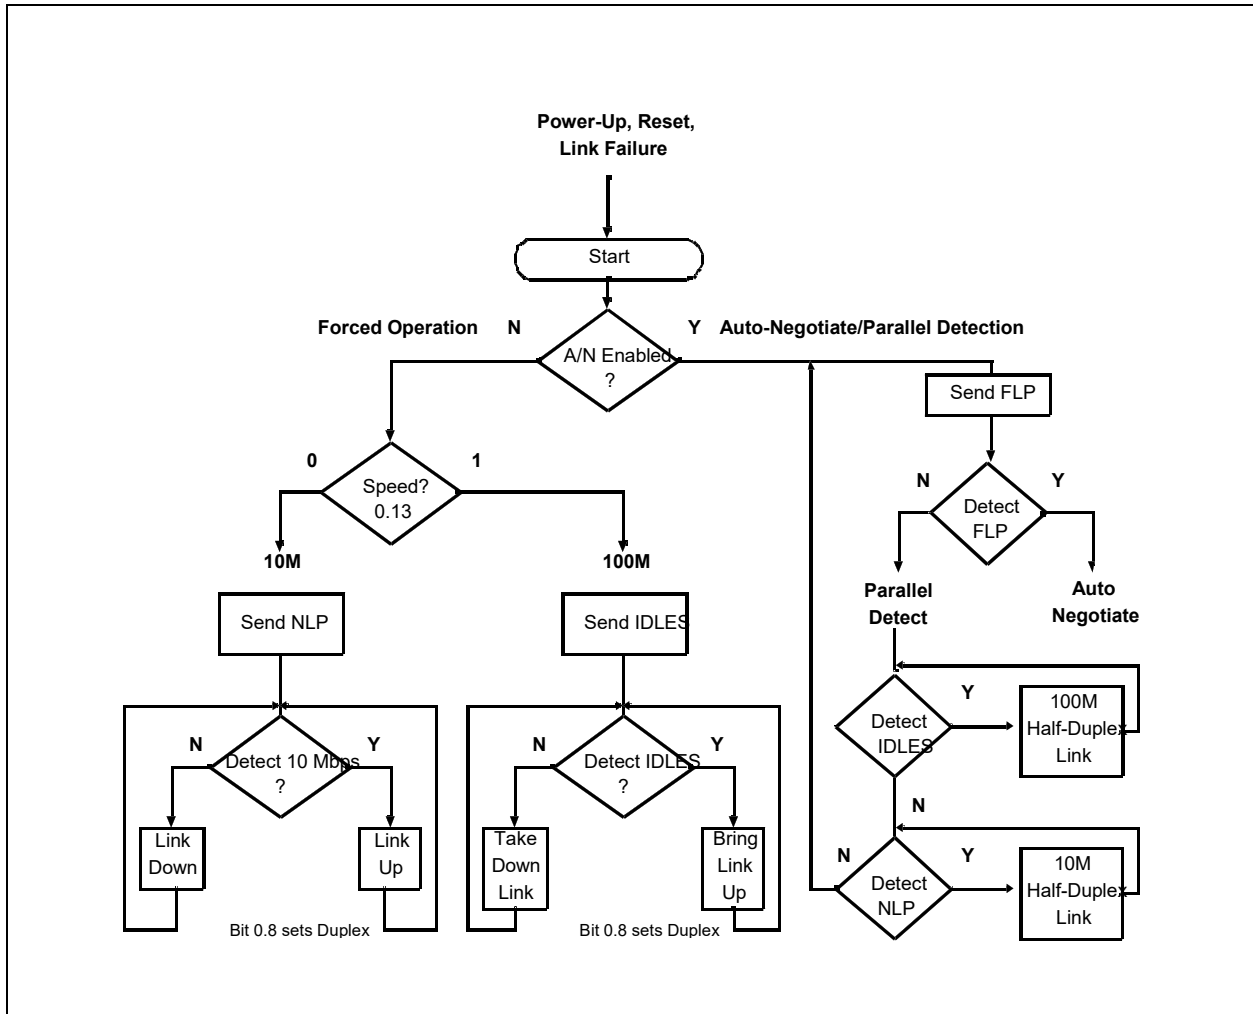 Power-Up, Reset,
Link Failure
Start
Forced Operation N
Y Auto-Negotiate/Parallel Detection
A/N Enabled
?
Send FLP
0
1
Speed?
0.13
N
Y
Detect
FLP
10M
100M
Parallel
Detect
Auto
Negotiate
Send NLP
Send IDLES
N
Y
Detect 10 Mbps
?
N
Y
Detect IDLES
?
Detect
IDLES
Y
100M
Half-Duplex
Link
N
Link
Down
Link
Up
Take
Down
Link
Bring
Link
Up
N
Y
Detect
NLP
10M
Half-Duplex
Link
Bit 0.8 sets Duplex
Bit 0.8 sets Duplex